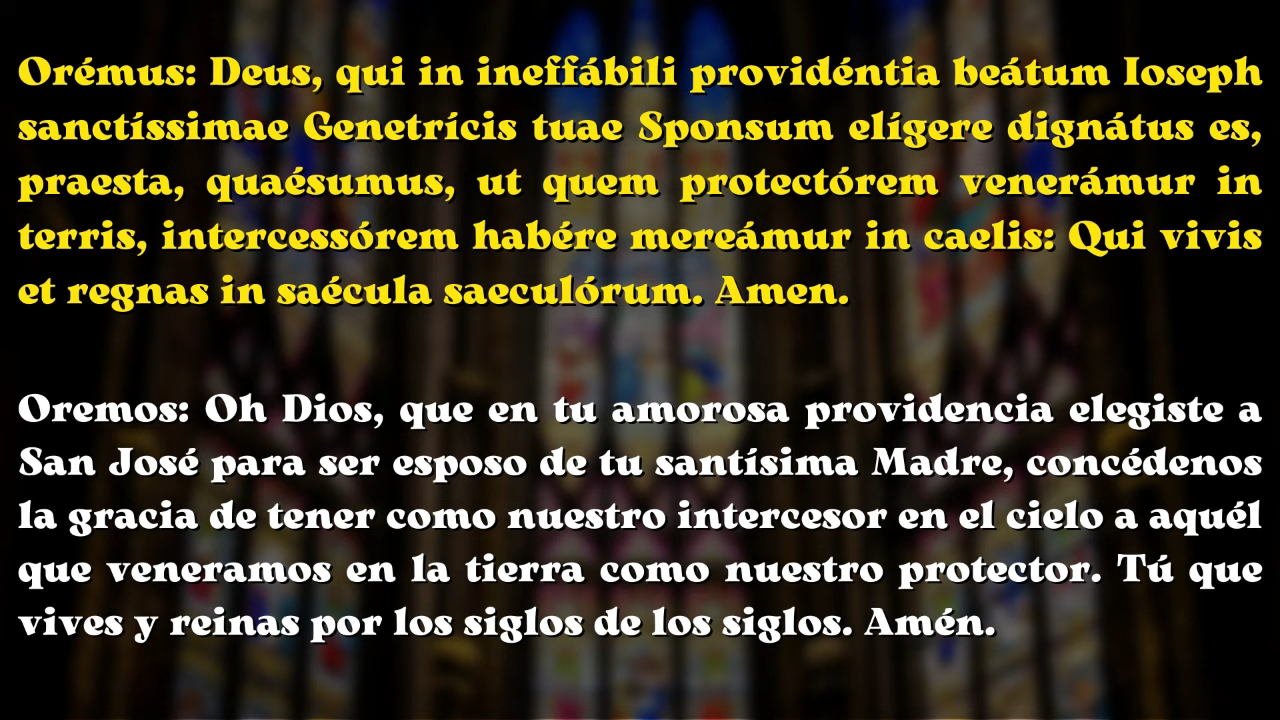 Orémus: Deus, qui in ineffábili providéntia beátum Ioseph
sanctíssimae Genetrícis tuae Sponsum elígere dignátus es,
praesta, quaésumus, ut quem protectórem venerámur in
terris, intercessórem habére mereámur in caelis: Qui vivis
et regnas in saécula saeculórum. Amen.
Oremos: Oh Dios, que en tu amorosa providencia elegiste a
San José para ser esposo de tu santísima Madre, concédenos
la gracia de tener como nuestro intercesor en el cielo a aquél
que veneramos en la tierra como nuestro protector. Tú que
vives y reinas por los siglos de los siglos. Amén.